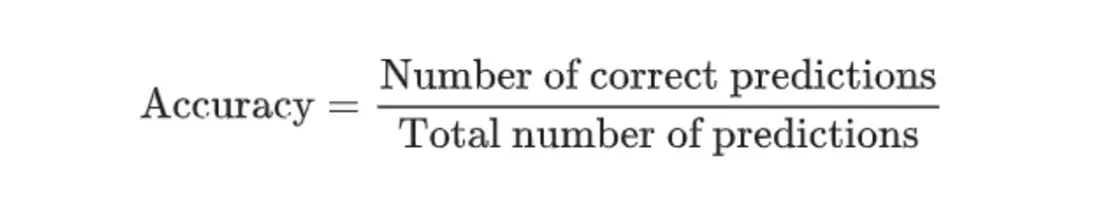 Accuracy = Number of correct predictions
Total number of predictions